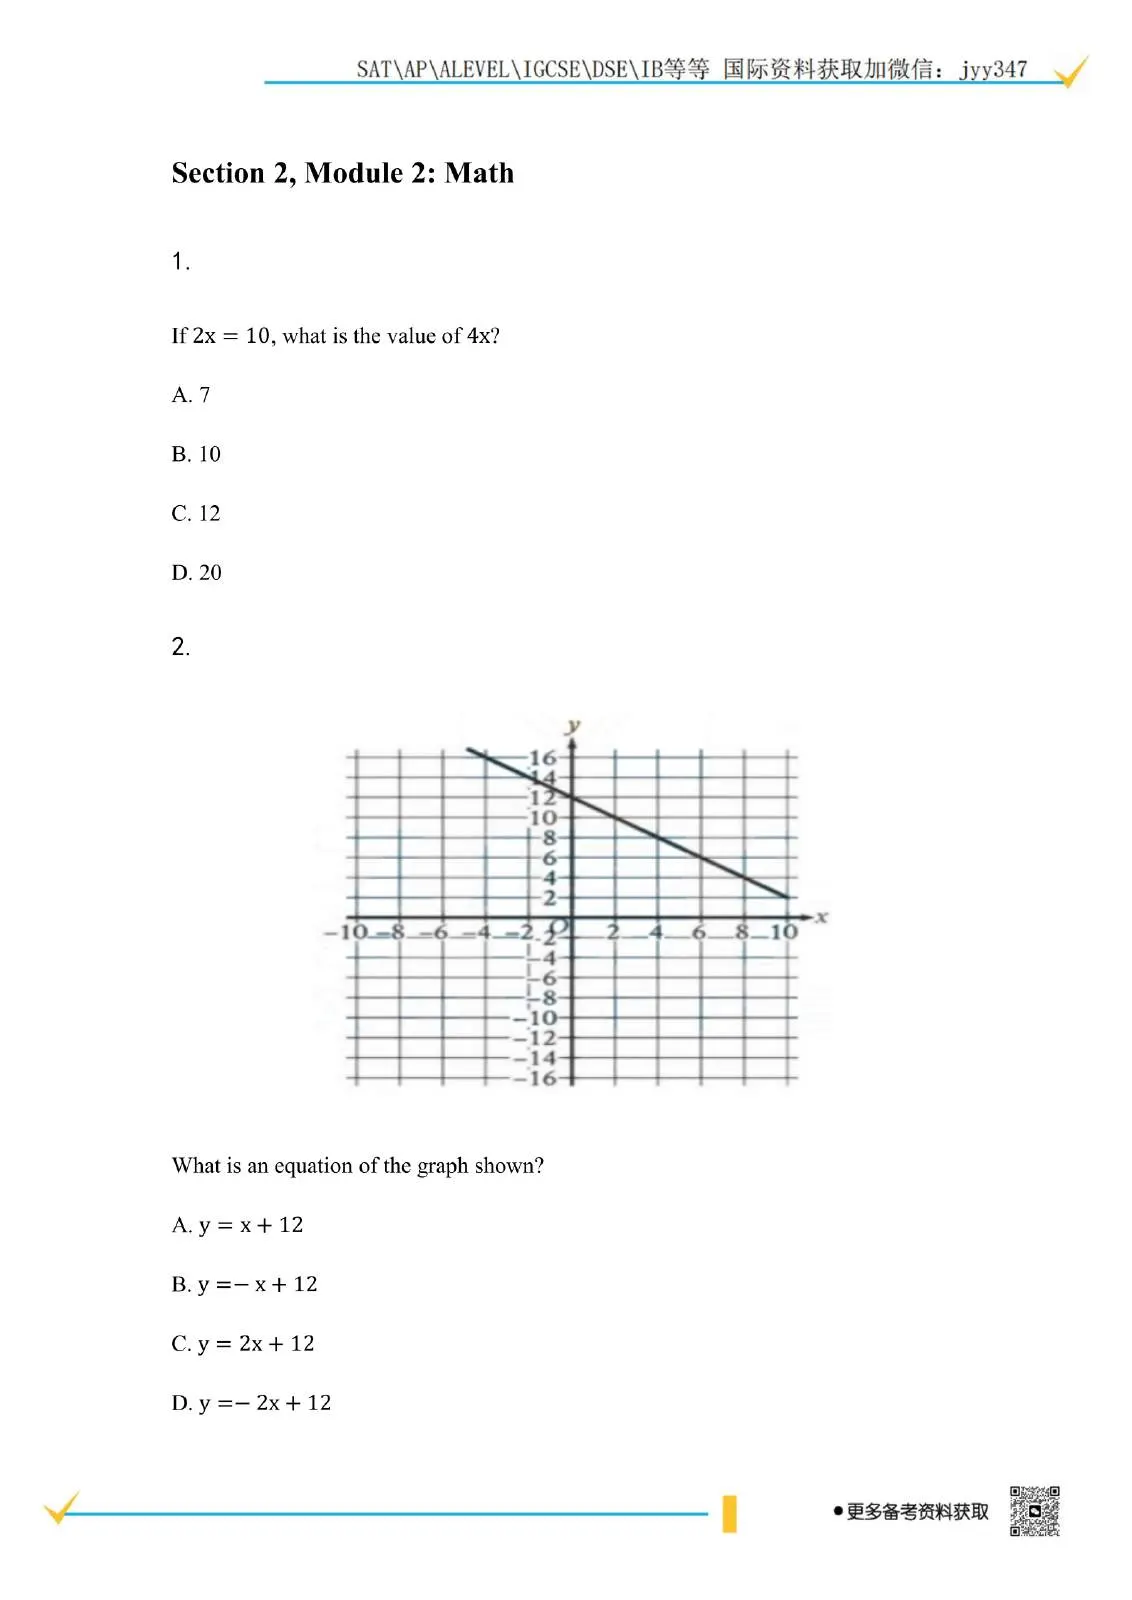 SAT\AP\ALEVEL\IGCSE\DSE\IB等等 国际资料获取加微信：jyy347
Section 2, Module 2: Math
1.
If 2x = 10, what is the value of 4x?
A. 7
B. 10
C. 12
D. 20
2.
y
16
14
12
10
8
6
4
2
-10 -8 -6 -4 -2 O 2 4 6 8 10 x
-2
-4
-6
-8
-10
-12
-14
-16
What is an equation of the graph shown?
A. y = x + 12
B. y =− x + 12
C. y = 2x + 12
D. y =− 2x + 12
●更多备考资料获取